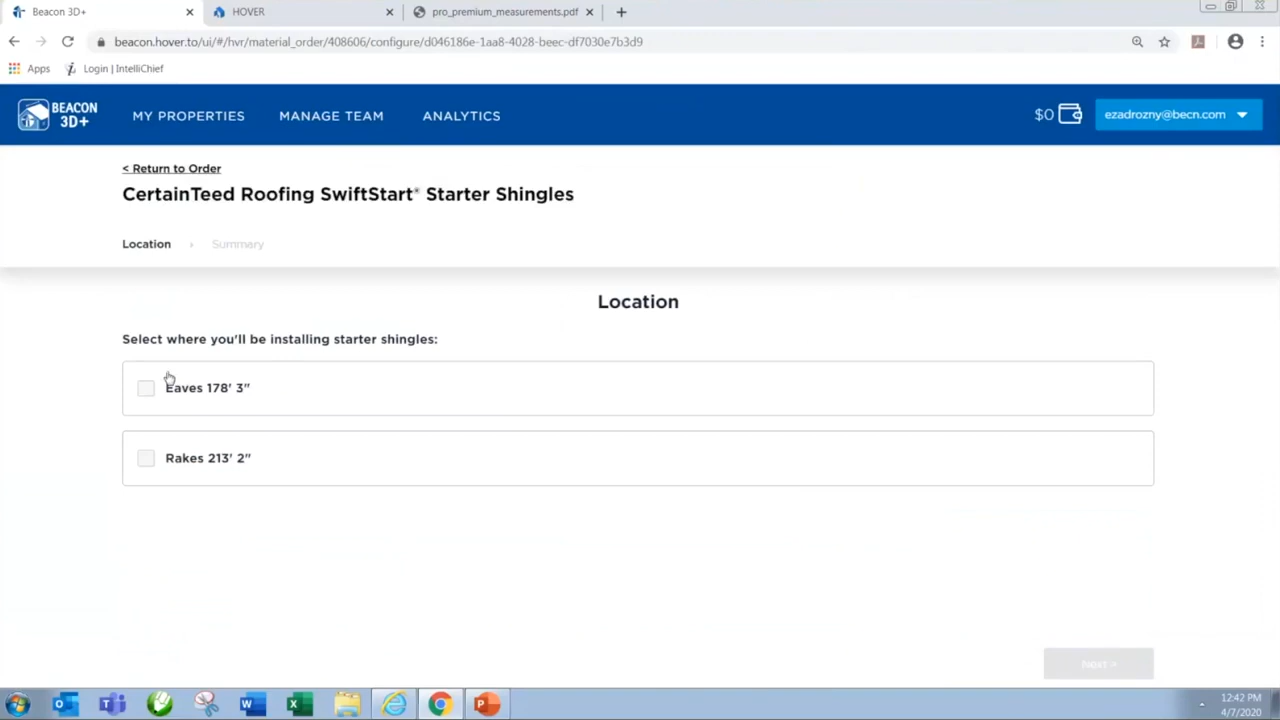 Beacon 3D+
HOVER
pro_premium_measurements.pdf
beacon.hover.to/ui/#/hvr/material_order/408606/configure/d046186e-1aa8-4028-beec-df7030e7b3d9
Apps
Login | IntelliChief
BEACON
3D+
MY PROPERTIES
MANAGE TEAM
ANALYTICS
$0
ezadrozny@becn.com
< Return to Order
CertainTeed Roofing SwiftStart® Starter Shingles
Location
Summary
Location
Select where you'll be installing starter shingles:
Eaves 178' 3"
Rakes 213' 2"
Next >
12:42 PM
4/7/2020